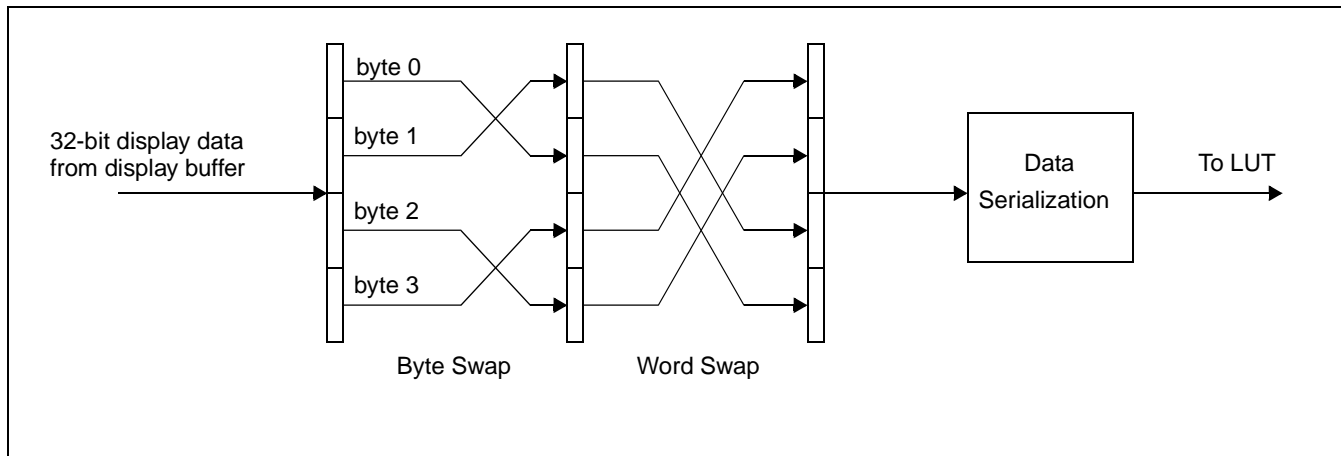 32-bit display data
from display buffer
byte 0
byte 1
byte 2
byte 3
Byte Swap
Word Swap
Data
Serialization
To LUT